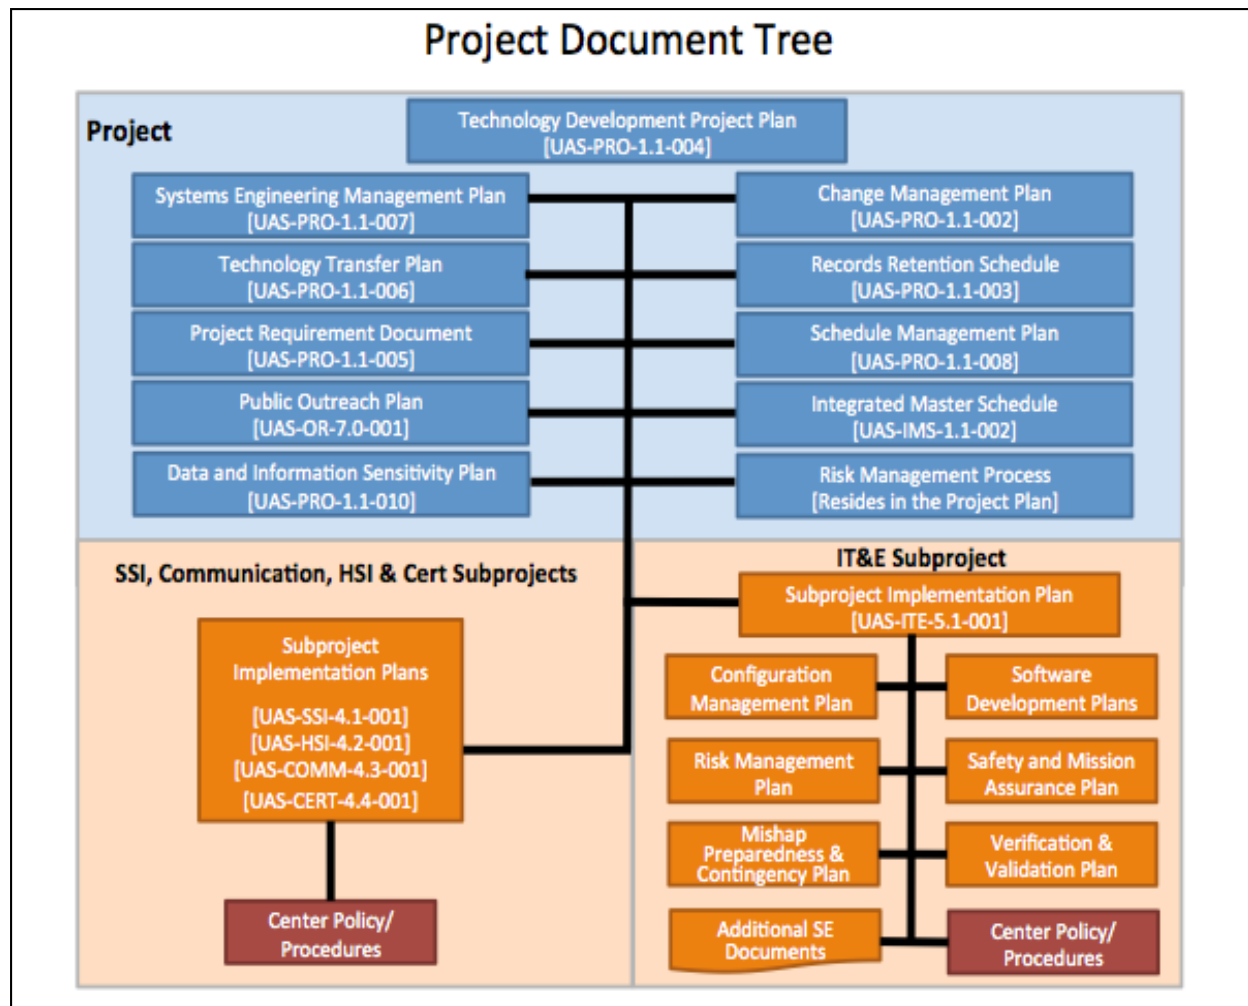 Project Document Tree
Project
Technology Development Project Plan
[UAS-PRO-1.1-004]
Systems Engineering Management Plan
[UAS-PRO-1.1-007]
Change Management Plan
[UAS-PRO-1.1-002]
Technology Transfer Plan
[UAS-PRO-1.1-006]
Records Retention Schedule
[UAS-PRO-1.1-003]
Project Requirement Document
[UAS-PRO-1.1-005]
Schedule Management Plan
[UAS-PRO-1.1-008]
Public Outreach Plan
[UAS-OR-7.0-001]
Integrated Master Schedule
[UAS-IMS-1.1-002]
Data and Information Sensitivity Plan
[UAS-PRO-1.1-010]
Risk Management Process
[Resides in the Project Plan]
SSI, Communication, HSI & Cert Subprojects
Subproject
Implementation Plans
[UAS-SSI-4.1-001]
[UAS-HSI-4.2-001]
[UAS-COMM-4.3-001]
[UAS-CERT-4.4-001]
Center Policy/
Procedures
IT&E Subproject
Subproject Implementation Plan
[UAS-ITE-5.1-001]
Configuration
Management Plan
Software
Development Plans
Risk Management
Plan
Safety and Mission
Assurance Plan
Mishap
Preparedness &
Contingency Plan
Verification &
Validation Plan
Additional SE
Documents
Center Policy/
Procedures